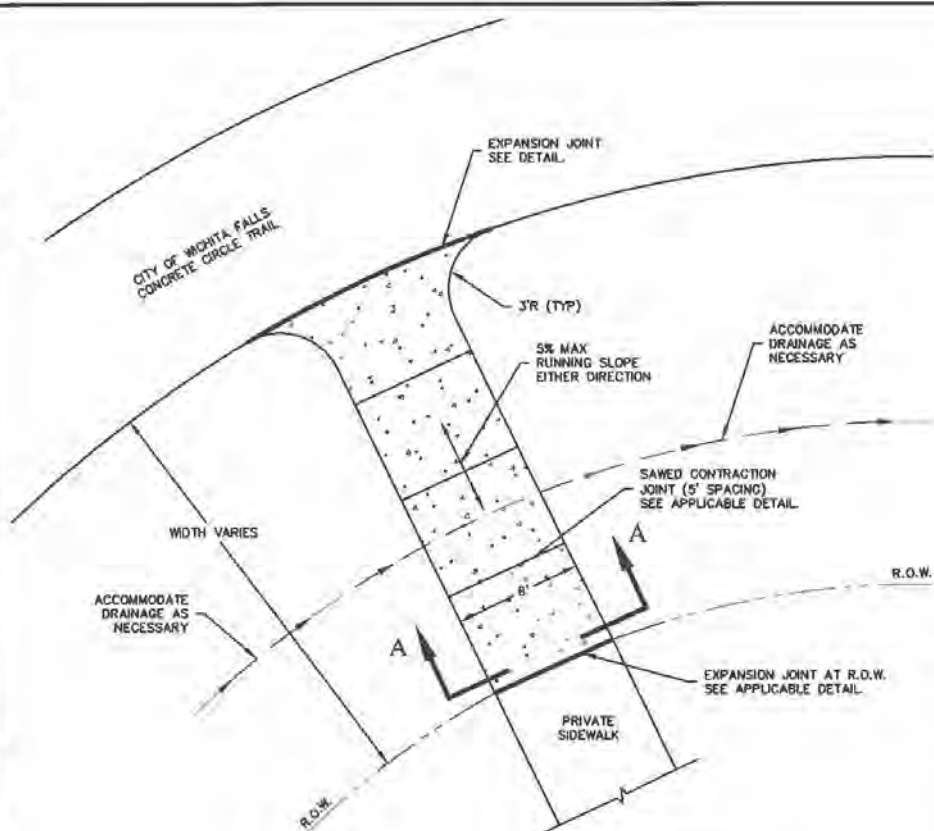 EXPANSION JOINT
SEE DETAIL
CITY OF WICHITA FALLS
CONCRETE CIRCLE TRAIL
3'R (TYP)
5% MAX
RUNNING SLOPE
EITHER DIRECTION
ACCOMMODATE
DRAINAGE AS
NECESSARY
SAWED CONTRACTION
JOINT (5' SPACING)
SEE APPLICABLE DETAIL
WIDTH VARIES
A
R.O.W.
8'
ACCOMMODATE
DRAINAGE AS
NECESSARY
A
EXPANSION JOINT AT R.O.W.
SEE APPLICABLE DETAIL
PRIVATE
SIDEWALK
R.O.W.